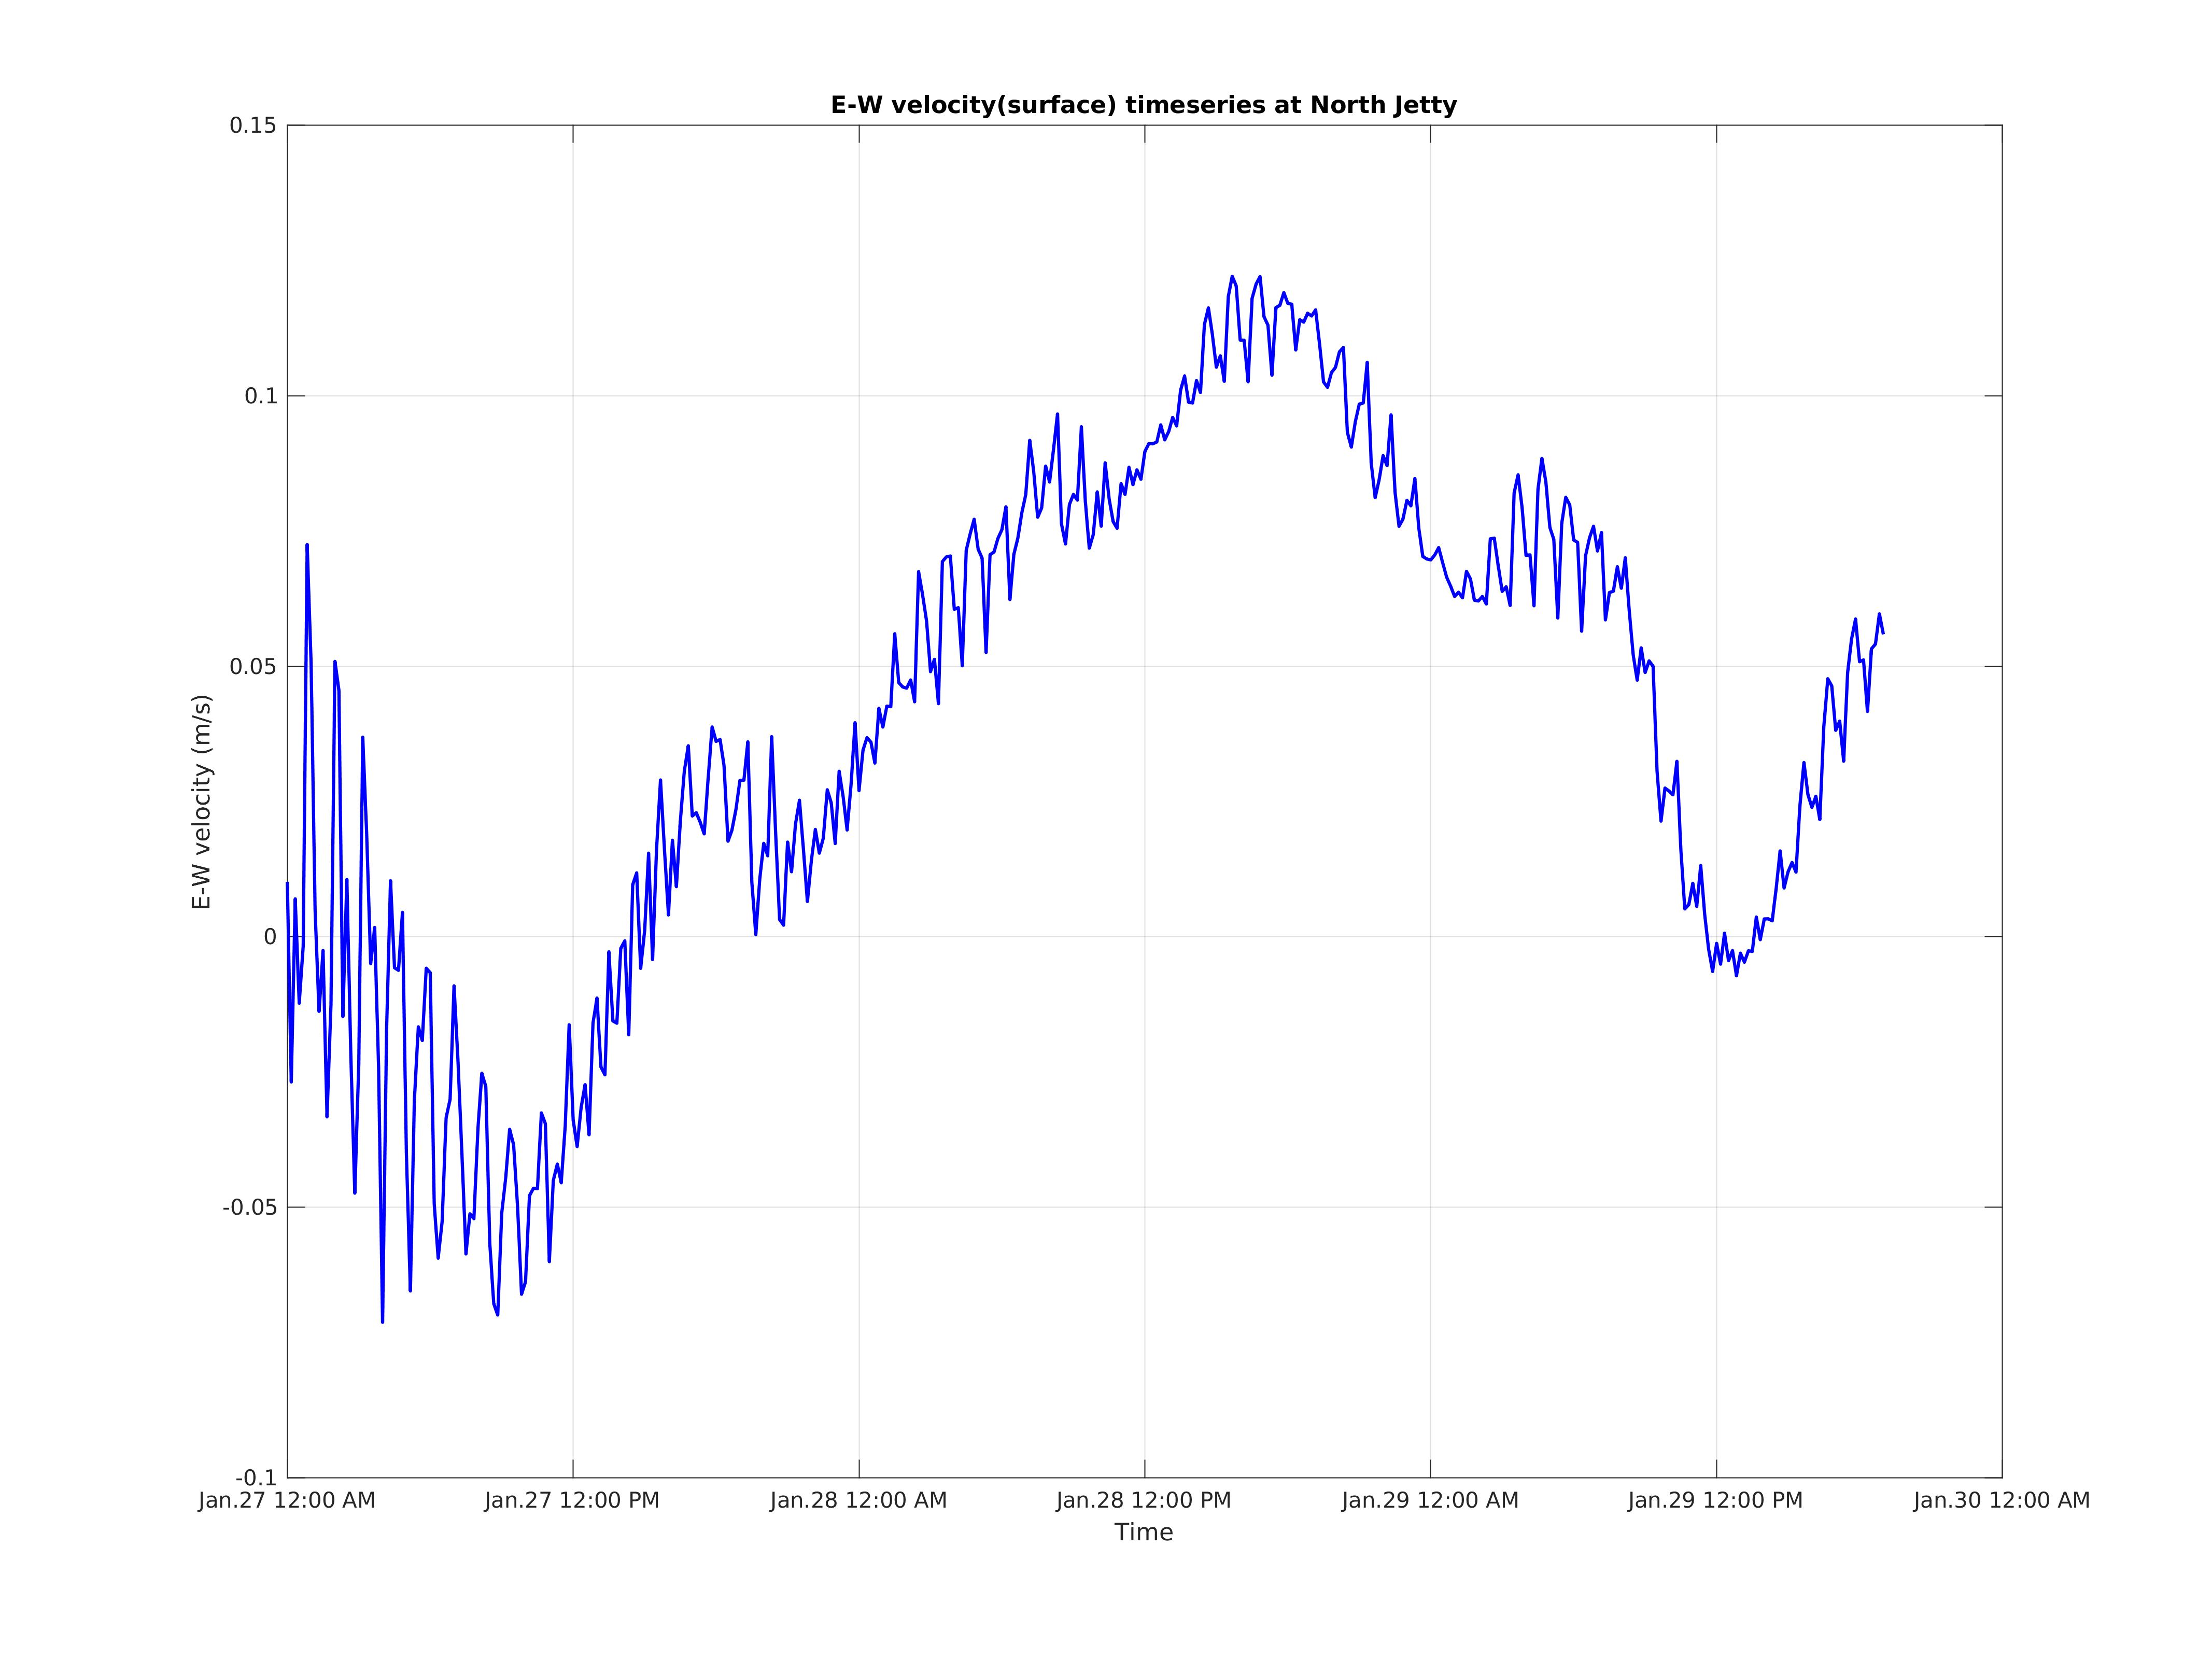 E-W velocity(surface) timeseries at North Jetty
0.15
0.1
0.05
0
-0.05
-0.1
E-W velocity (m/s)
Jan.27 12:00 AM
Jan.27 12:00 PM
Jan.28 12:00 AM
Jan.28 12:00 PM
Jan.29 12:00 AM
Jan.29 12:00 PM
Jan.30 12:00 AM
Time